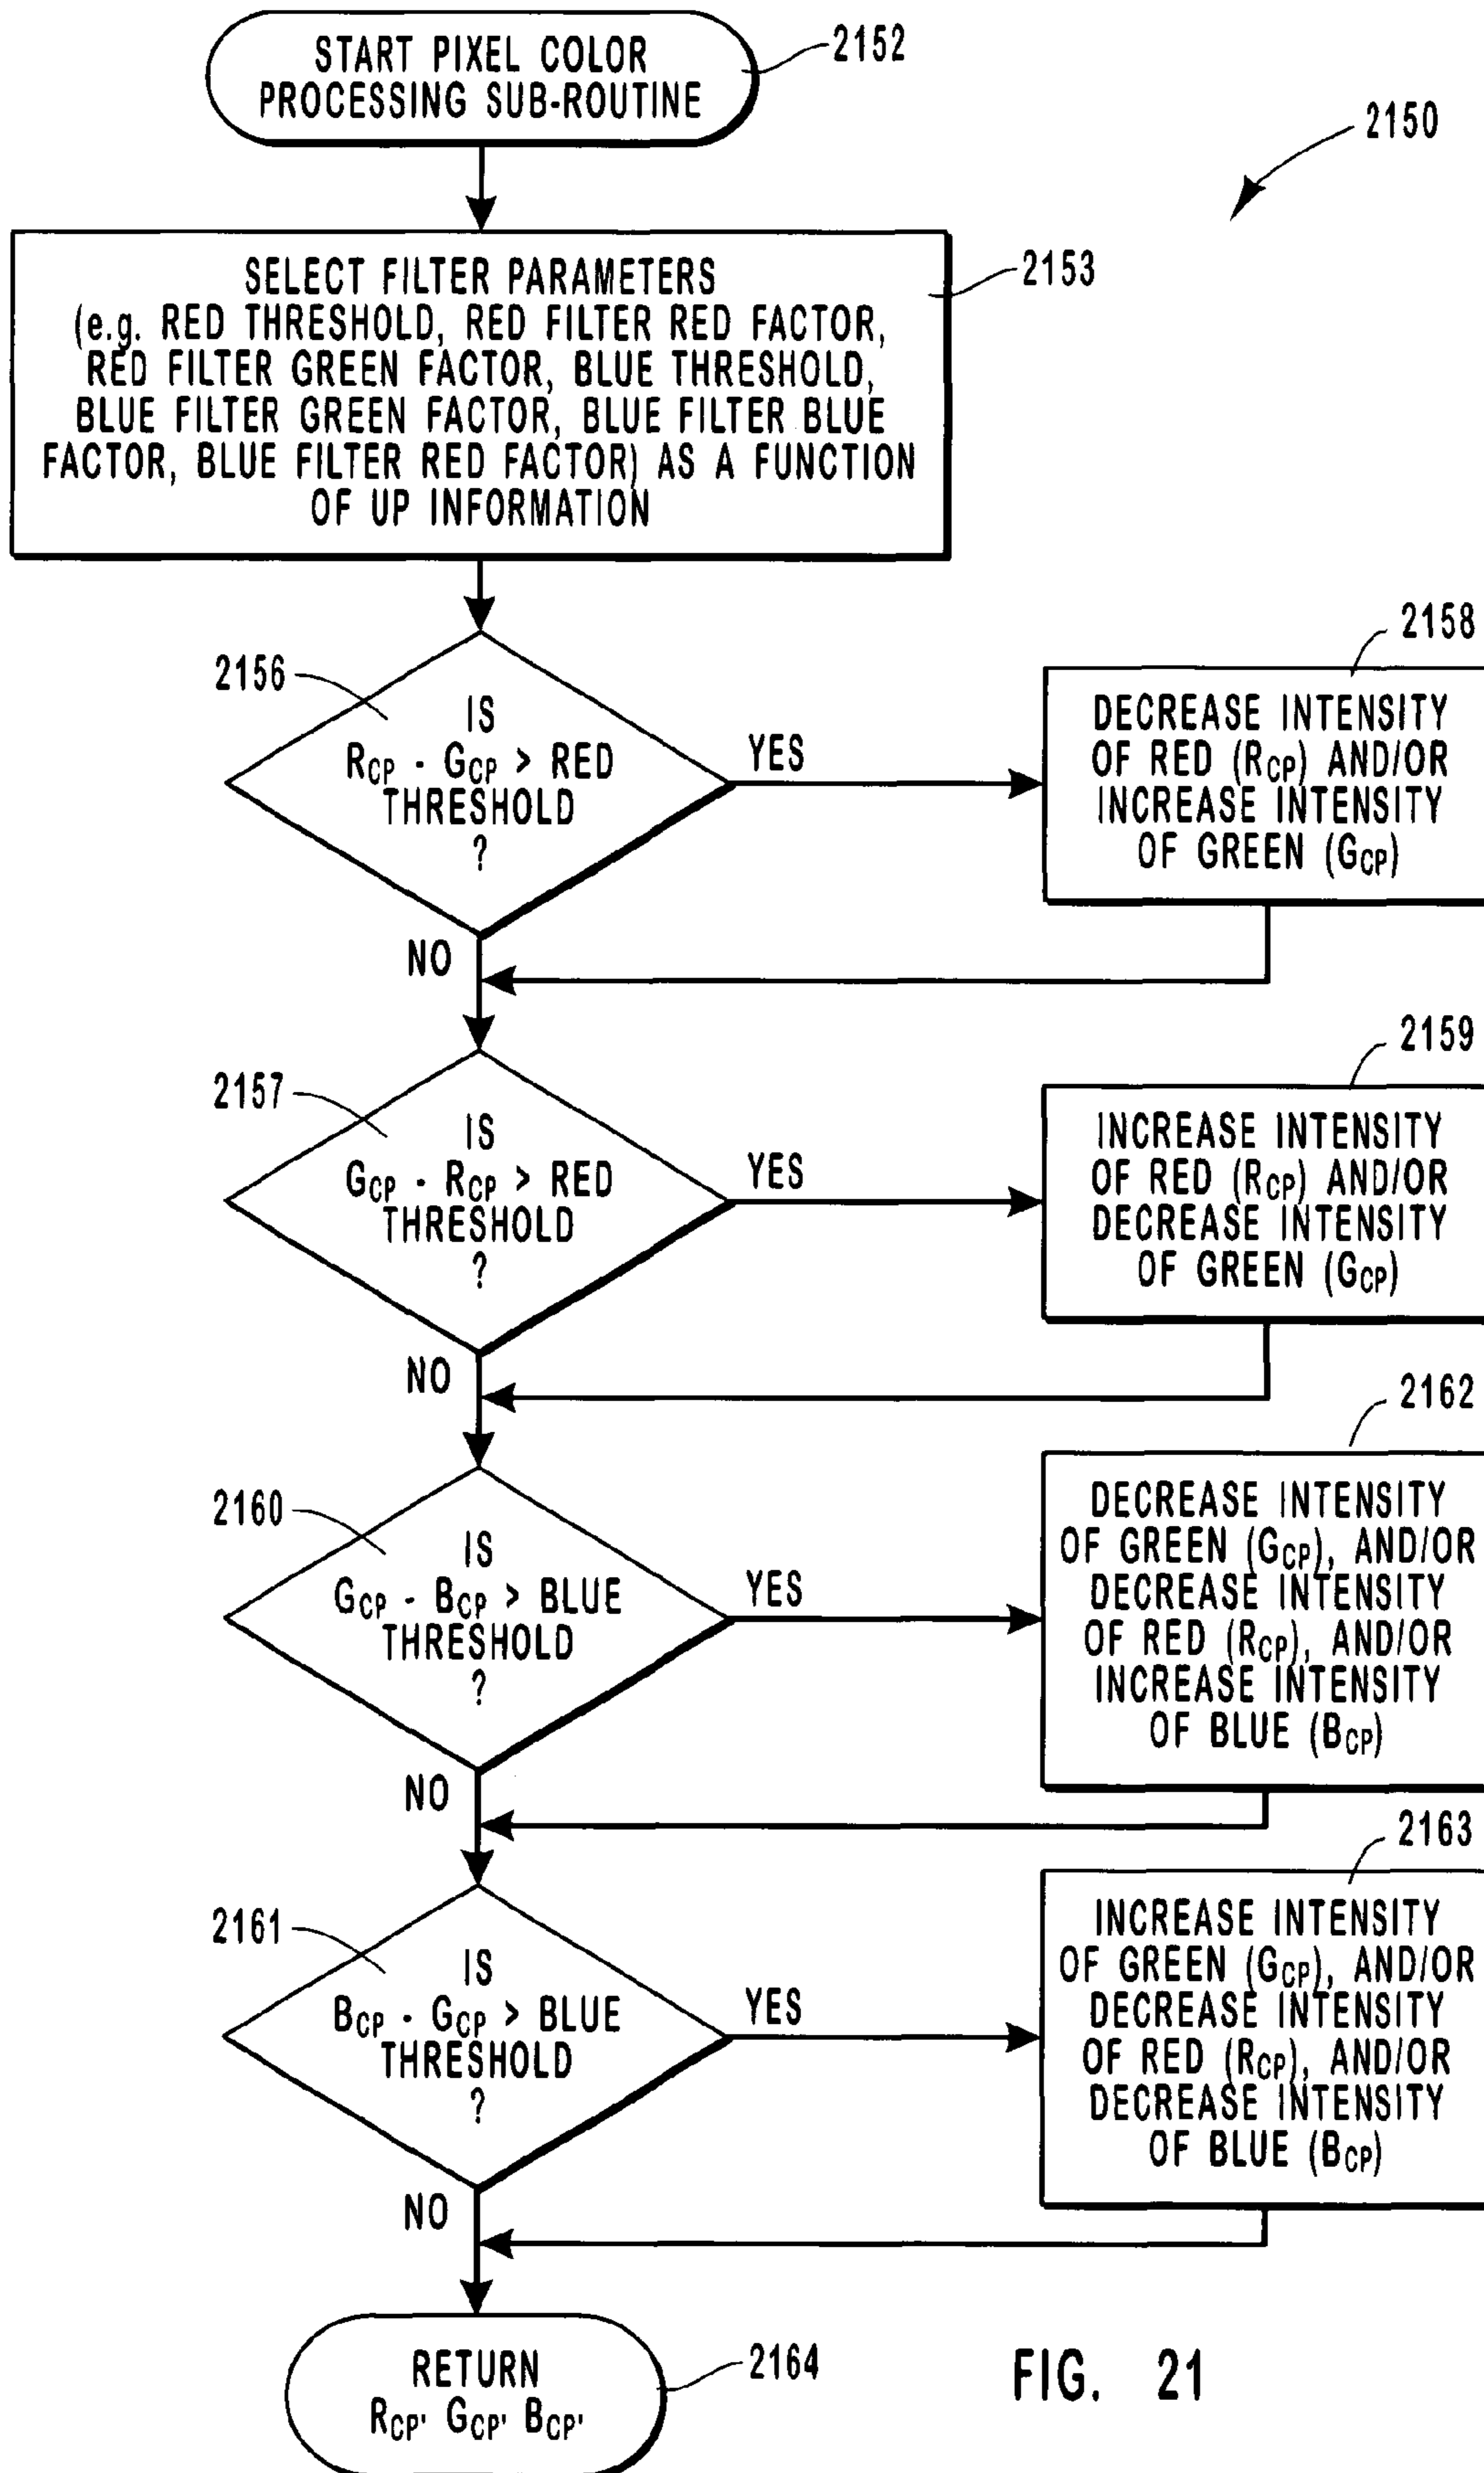 START PIXEL COLOR
PROCESSING SUB-ROUTINE
2152
2150
SELECT FILTER PARAMETERS
(e.g. RED THRESHOLD, RED FILTER RED FACTOR,
RED FILTER GREEN FACTOR, BLUE THRESHOLD,
BLUE FILTER GREEN FACTOR, BLUE FILTER BLUE
FACTOR, BLUE FILTER RED FACTOR) AS A FUNCTION
OF UP INFORMATION
2153
2156
IS
RCP - GCP > RED
THRESHOLD
?
YES
NO
2158
DECREASE INTENSITY
OF RED (RCP) AND/OR
INCREASE INTENSITY
OF GREEN (GCP)
2157
IS
GCP - RCP > RED
THRESHOLD
?
YES
NO
2159
INCREASE INTENSITY
OF RED (RCP) AND/OR
DECREASE INTENSITY
OF GREEN (GCP)
2160
IS
GCP - BCP > BLUE
THRESHOLD
?
YES
NO
2162
DECREASE INTENSITY
OF GREEN (GCP), AND/OR
DECREASE INTENSITY
OF RED (RCP), AND/OR
INCREASE INTENSITY
OF BLUE (BCP)
2161
IS
BCP - GCP > BLUE
THRESHOLD
?
YES
NO
2163
INCREASE INTENSITY
OF GREEN (GCP), AND/OR
DECREASE INTENSITY
OF RED (RCP), AND/OR
DECREASE INTENSITY
OF BLUE (BCP)
RETURN
RCP' GCP' BCP'
2164
FIG. 21